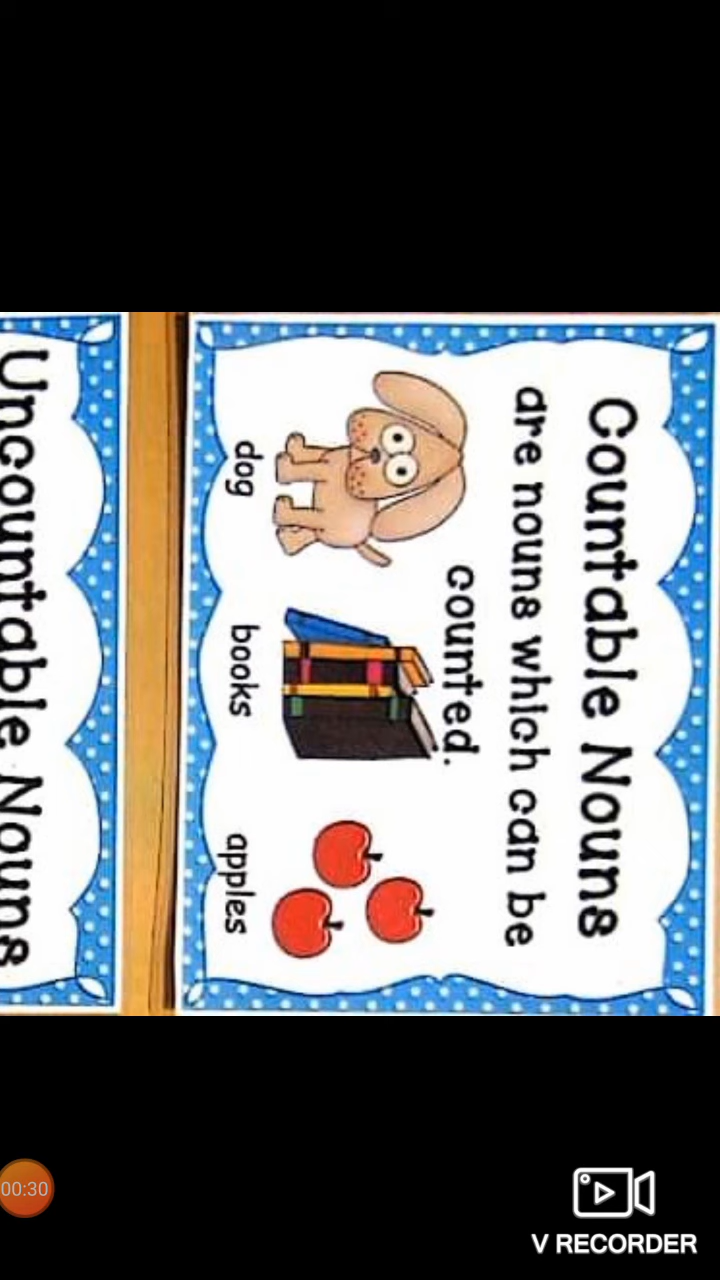 Countable Nouns
are nouns which can be
counted.
dog books apples
Uncountable Nouns
00:30
V RECORDER